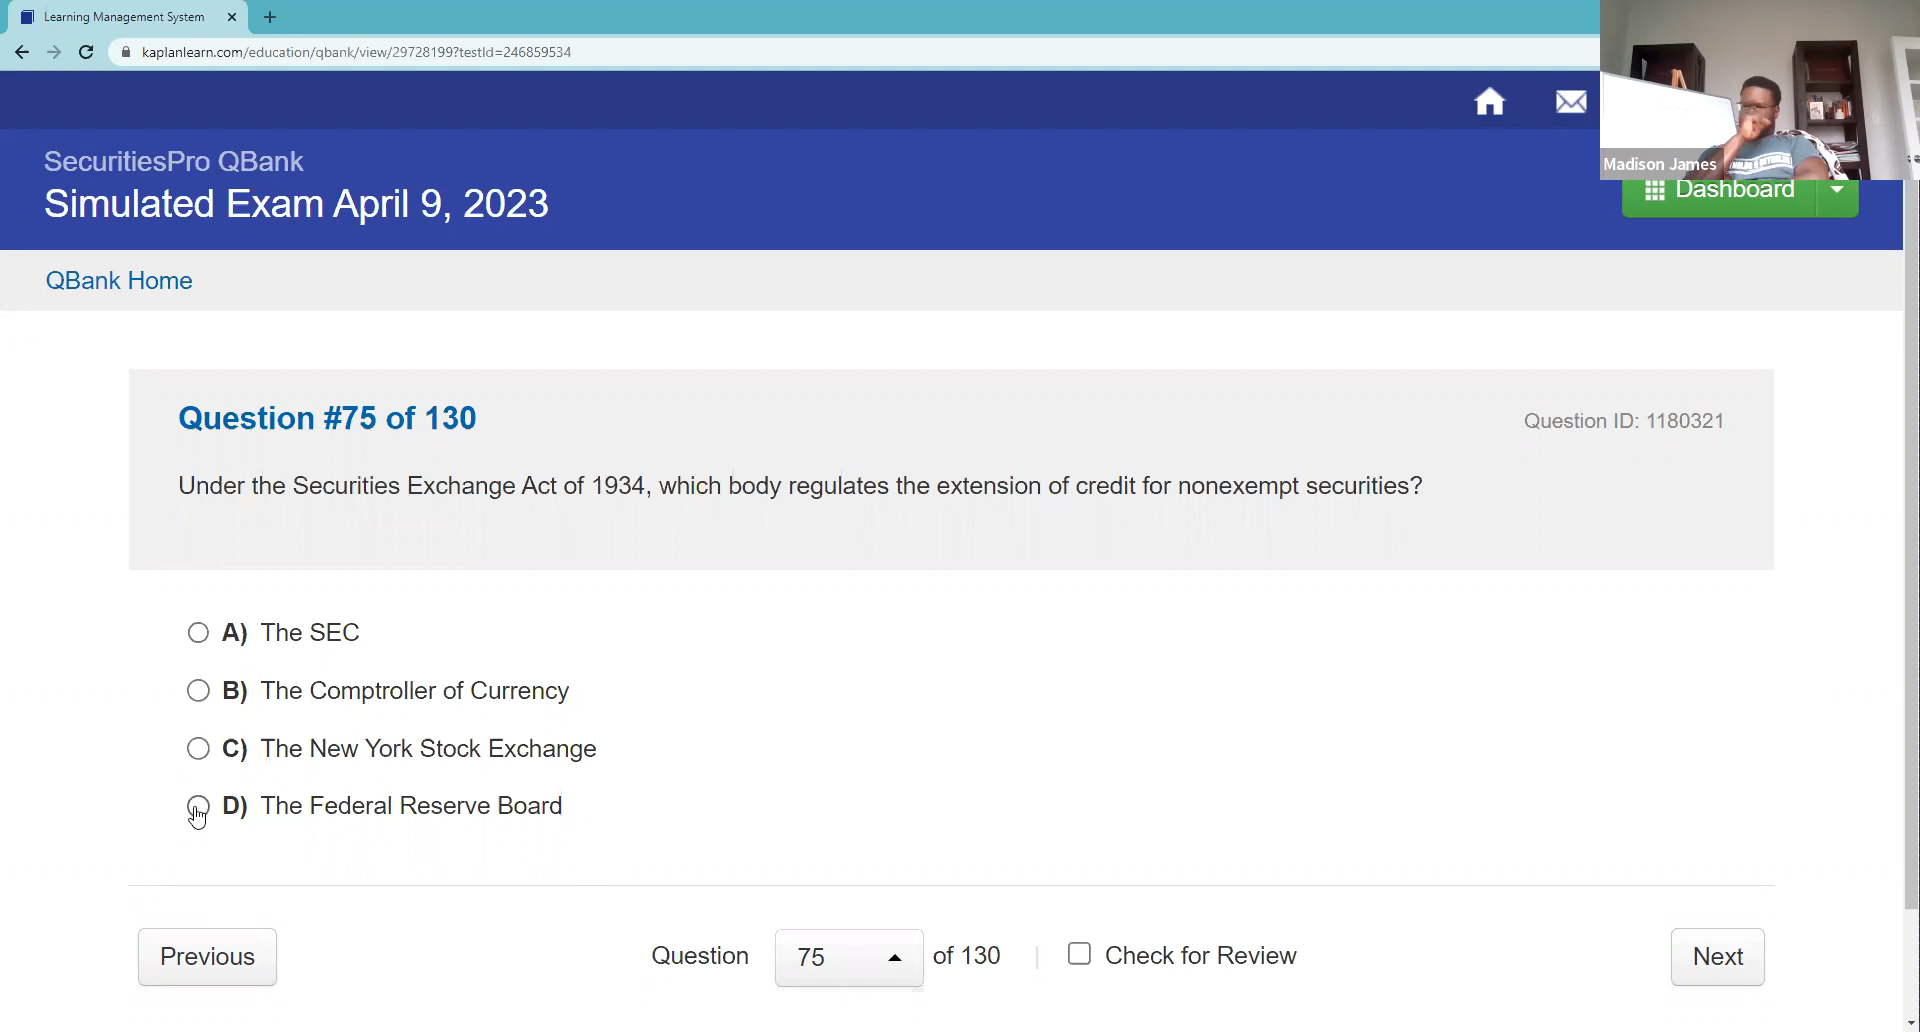 Learning Management System
kaplanlearn.com/education/qbank/view/29728199?testId=246859534
Madison James
SecuritiesPro QBank
Simulated Exam April 9, 2023
Dashboard
QBank Home
Question #75 of 130
Question ID: 1180321
Under the Securities Exchange Act of 1934, which body regulates the extension of credit for nonexempt securities?
A) The SEC
B) The Comptroller of Currency
C) The New York Stock Exchange
D) The Federal Reserve Board
Previous
Question 75 of 130
Check for Review
Next